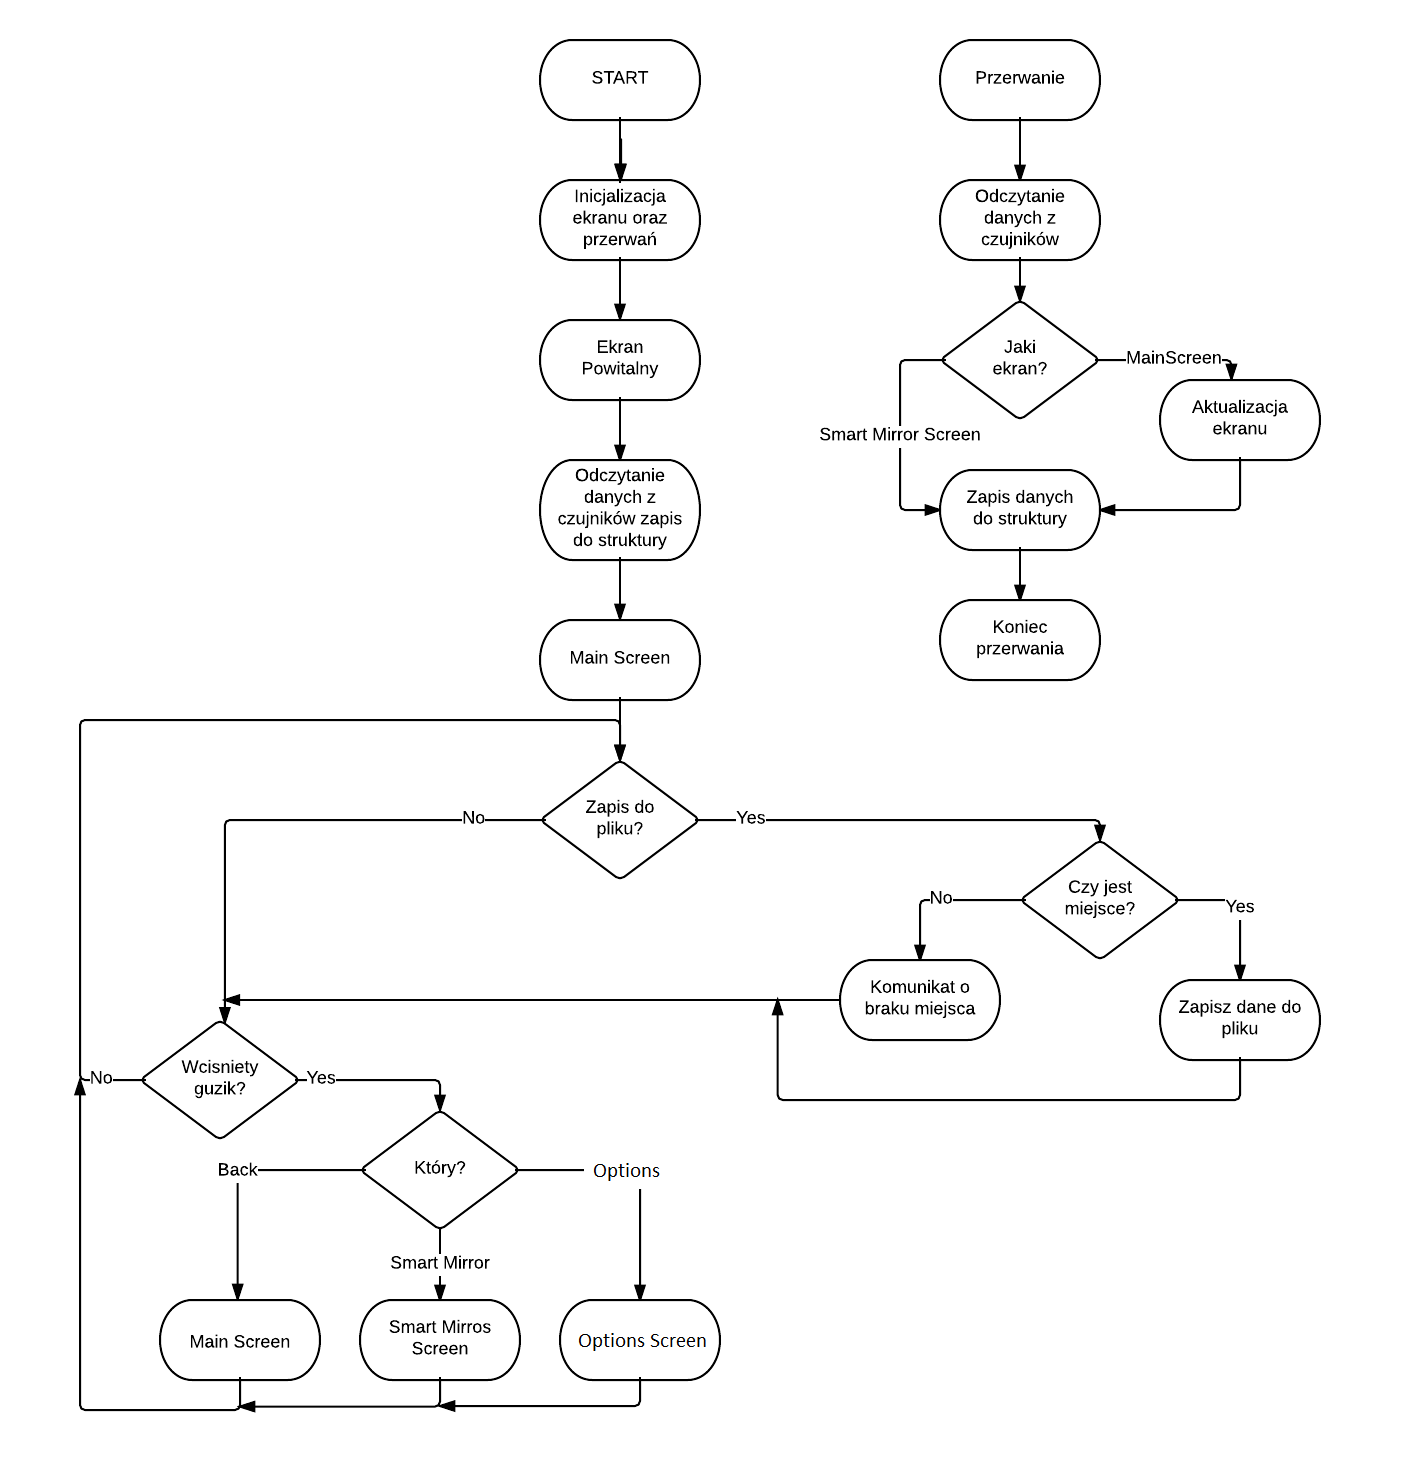 START
Inicjalizacja
ekranu oraz
przerwań
Ekran
Powitalny
Odczytanie
danych z
czujników zapis
do struktury
Main Screen
Przerwanie
Odczytanie
danych z
czujników
Jaki
ekran?
MainScreen
Aktualizacja
ekranu
Smart Mirror Screen
Zapis danych
do struktury
Koniec
przerwania
Zapis do
pliku?
No
Yes
Czy jest
miejsce?
No
Yes
Komunikat o
braku miejsca
Zapisz dane do
pliku
Wcisniety
guzik?
No
Yes
Który?
Back
Options
Smart Mirror
Main Screen
Smart Mirros
Screen
Options Screen